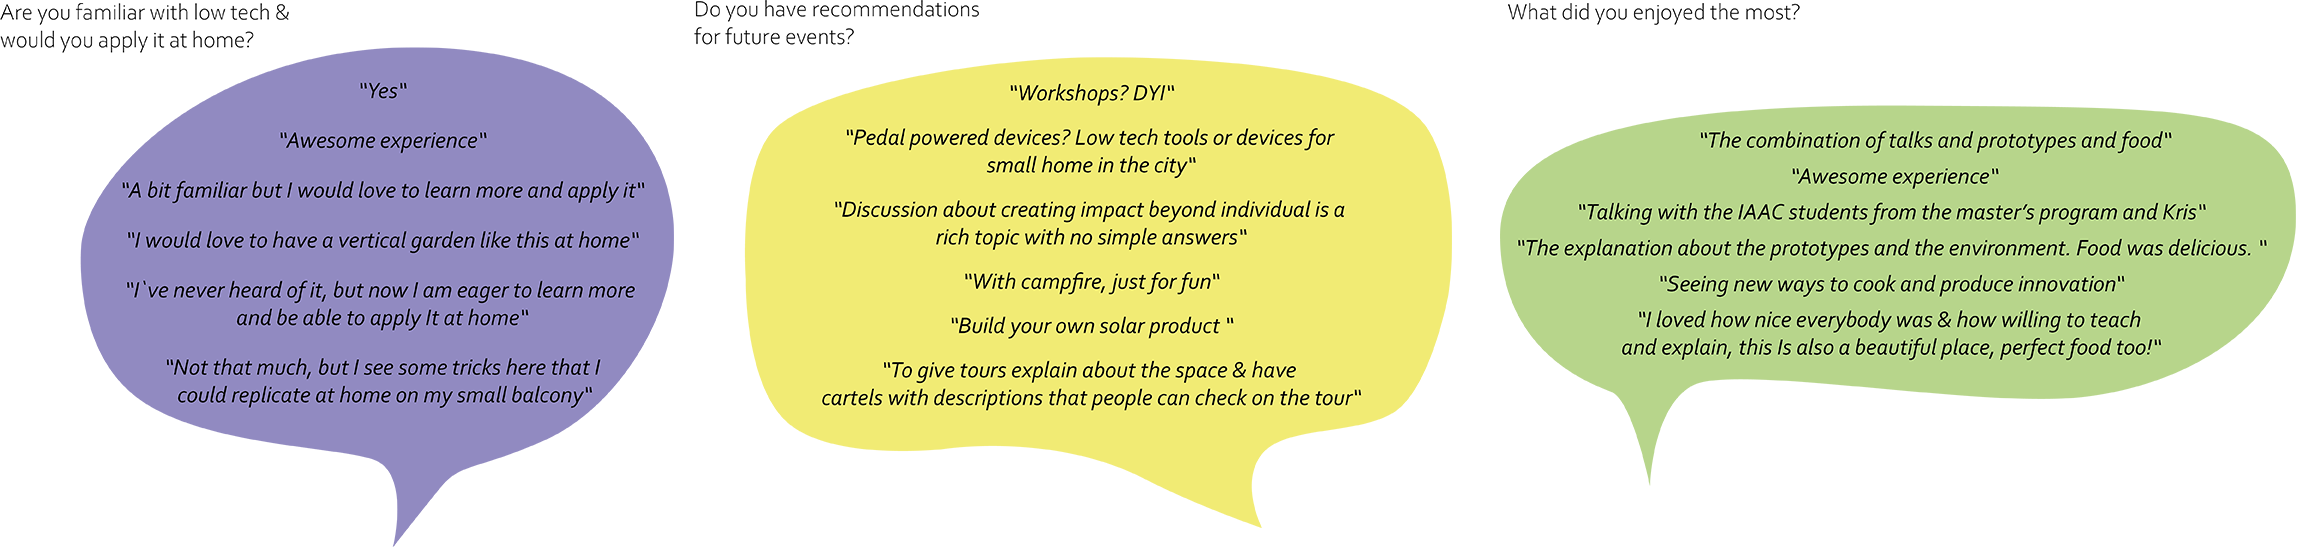 Are you familiar with low tech &
would you apply it at home?
"Yes"
"Awesome experience"
"A bit familiar but I would love to learn more and apply it"
"I would love to have a vertical garden like this at home"
"I`ve never heard of it, but now I am eager to learn more
and be able to apply It at home"
"Not that much, but I see some tricks here that I
could replicate at home on my small balcony"
Do you have recommendations
for future events?
"Workshops? DYI"
"Pedal powered devices? Low tech tools or devices for
small home in the city"
"Discussion about creating impact beyond individual is a
rich topic with no simple answers"
"With campfire, just for fun"
"Build your own solar product "
"To give tours explain about the space & have
cartels with descriptions that people can check on the tour"
What did you enjoyed the most?
"The combination of talks and prototypes and food"
"Awesome experience"
"Talking with the IAAC students from the master's program and Kris"
"The explanation about the prototypes and the environment. Food was delicious. "
"Seeing new ways to cook and produce innovation"
"I loved how nice everybody was & how willing to teach
and explain, this Is also a beautiful place, perfect food too!"